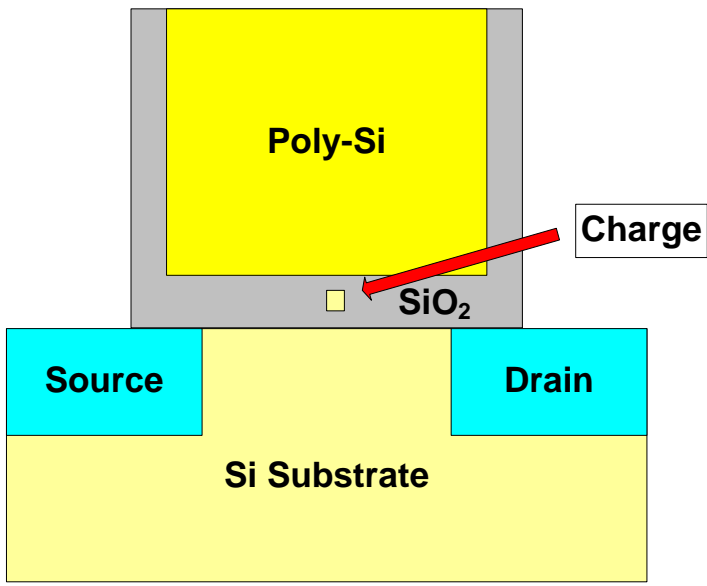 Poly-Si
Charge
SiO₂
Source
Drain
Si Substrate